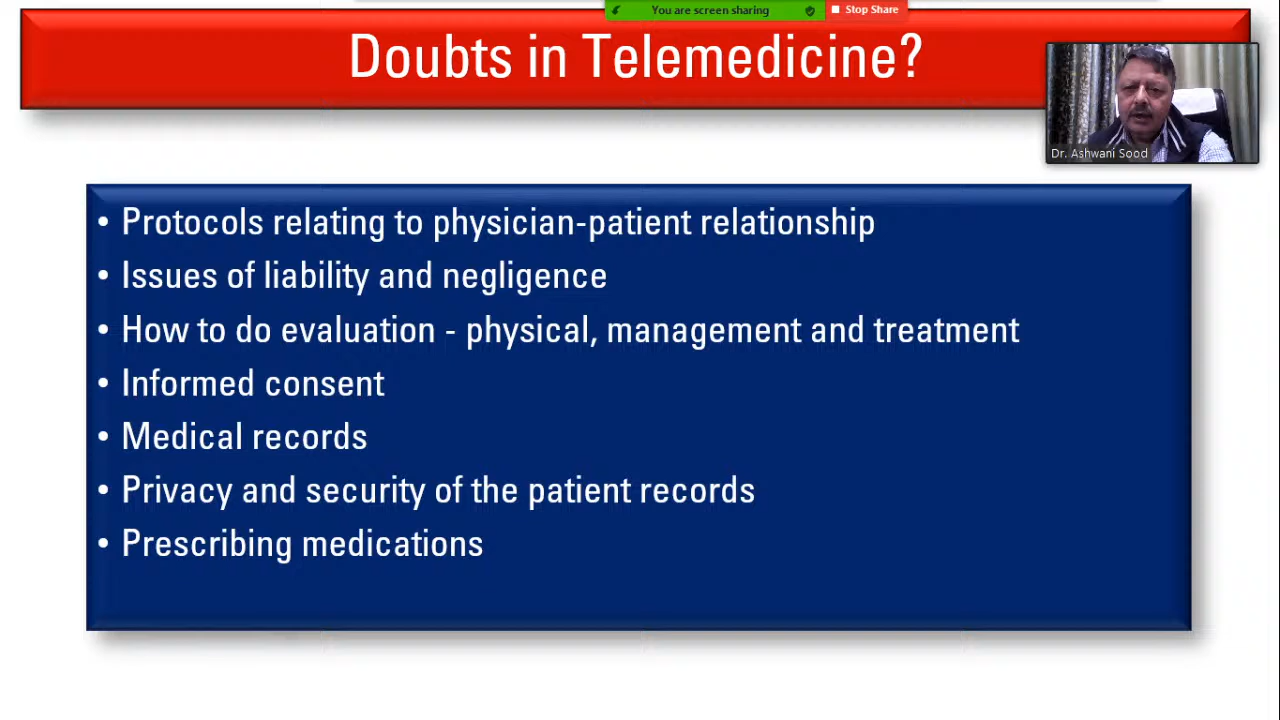 You are screen sharing
Stop Share
Doubts in Telemedicine?
Dr. Ashwani Sood
• Protocols relating to physician-patient relationship
• Issues of liability and negligence
• How to do evaluation - physical, management and treatment
• Informed consent
• Medical records
• Privacy and security of the patient records
• Prescribing medications